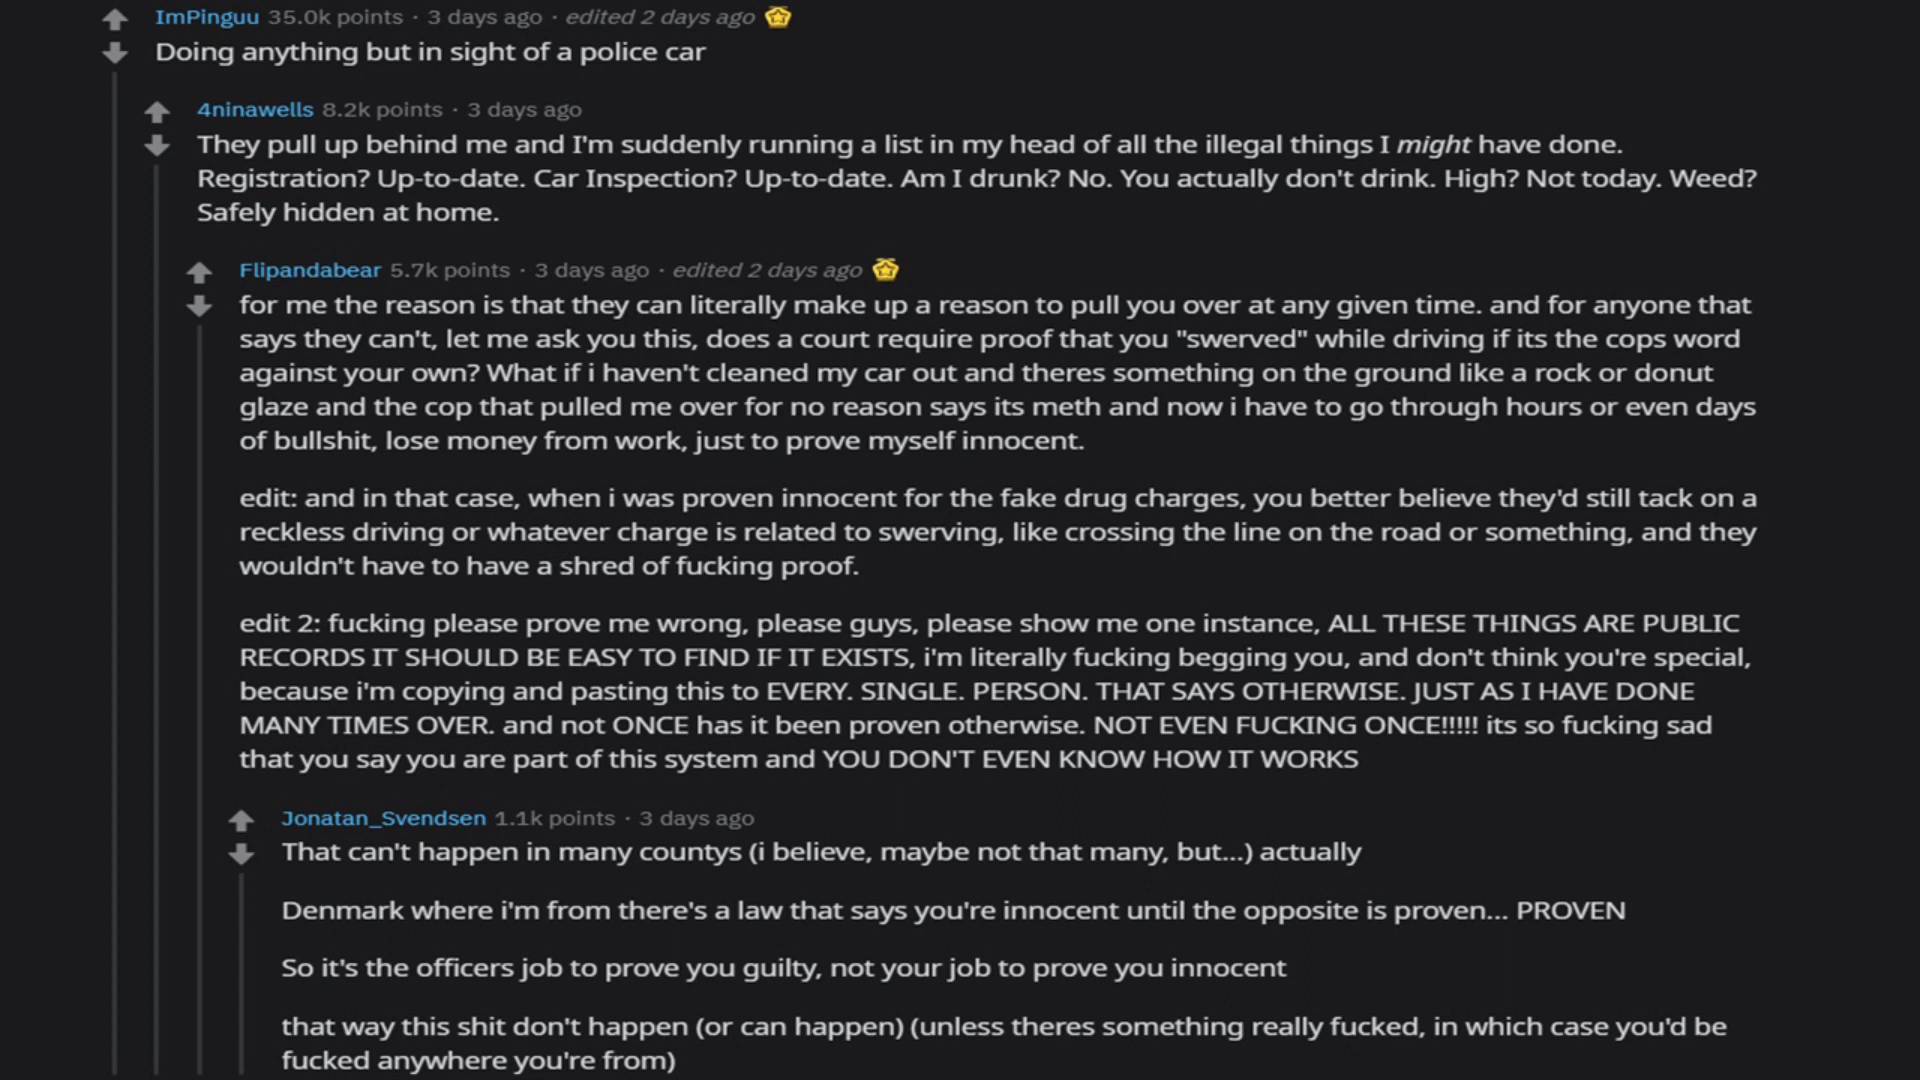 ImPinguu 35.0k points · 3 days ago · edited 2 days ago
Doing anything but in sight of a police car
4ninawells 8.2k points · 3 days ago
They pull up behind me and I'm suddenly running a list in my head of all the illegal things I might have done.
Registration? Up-to-date. Car Inspection? Up-to-date. Am I drunk? No. You actually don't drink. High? Not today. Weed?
Safely hidden at home.
Flipandabear 5.7k points · 3 days ago · edited 2 days ago
for me the reason is that they can literally make up a reason to pull you over at any given time. and for anyone that
says they can't, let me ask you this, does a court require proof that you "swerved" while driving if its the cops word
against your own? What if i haven't cleaned my car out and theres something on the ground like a rock or donut
glaze and the cop that pulled me over for no reason says its meth and now i have to go through hours or even days
of bullshit, lose money from work, just to prove myself innocent.
edit: and in that case, when i was proven innocent for the fake drug charges, you better believe they'd still tack on a
reckless driving or whatever charge is related to swerving, like crossing the line on the road or something, and they
wouldn't have to have a shred of fucking proof.
edit 2: fucking please prove me wrong, please guys, please show me one instance, ALL THESE THINGS ARE PUBLIC
RECORDS IT SHOULD BE EASY TO FIND IF IT EXISTS, i'm literally fucking begging you, and don't think you're special,
because i'm copying and pasting this to EVERY. SINGLE. PERSON. THAT SAYS OTHERWISE. JUST AS I HAVE DONE
MANY TIMES OVER. and not ONCE has it been proven otherwise. NOT EVEN FUCKING ONCE!!!!! its so fucking sad
that you say you are part of this system and YOU DON'T EVEN KNOW HOW IT WORKS
Jonatan_Svendsen 1.1k points · 3 days ago
That can't happen in many countys (i believe, maybe not that many, but...) actually
Denmark where i'm from there's a law that says you're innocent until the opposite is proven... PROVEN
So it's the officers job to prove you guilty, not your job to prove you innocent
that way this shit don't happen (or can happen) (unless theres something really fucked, in which case you'd be
fucked anywhere you're from)